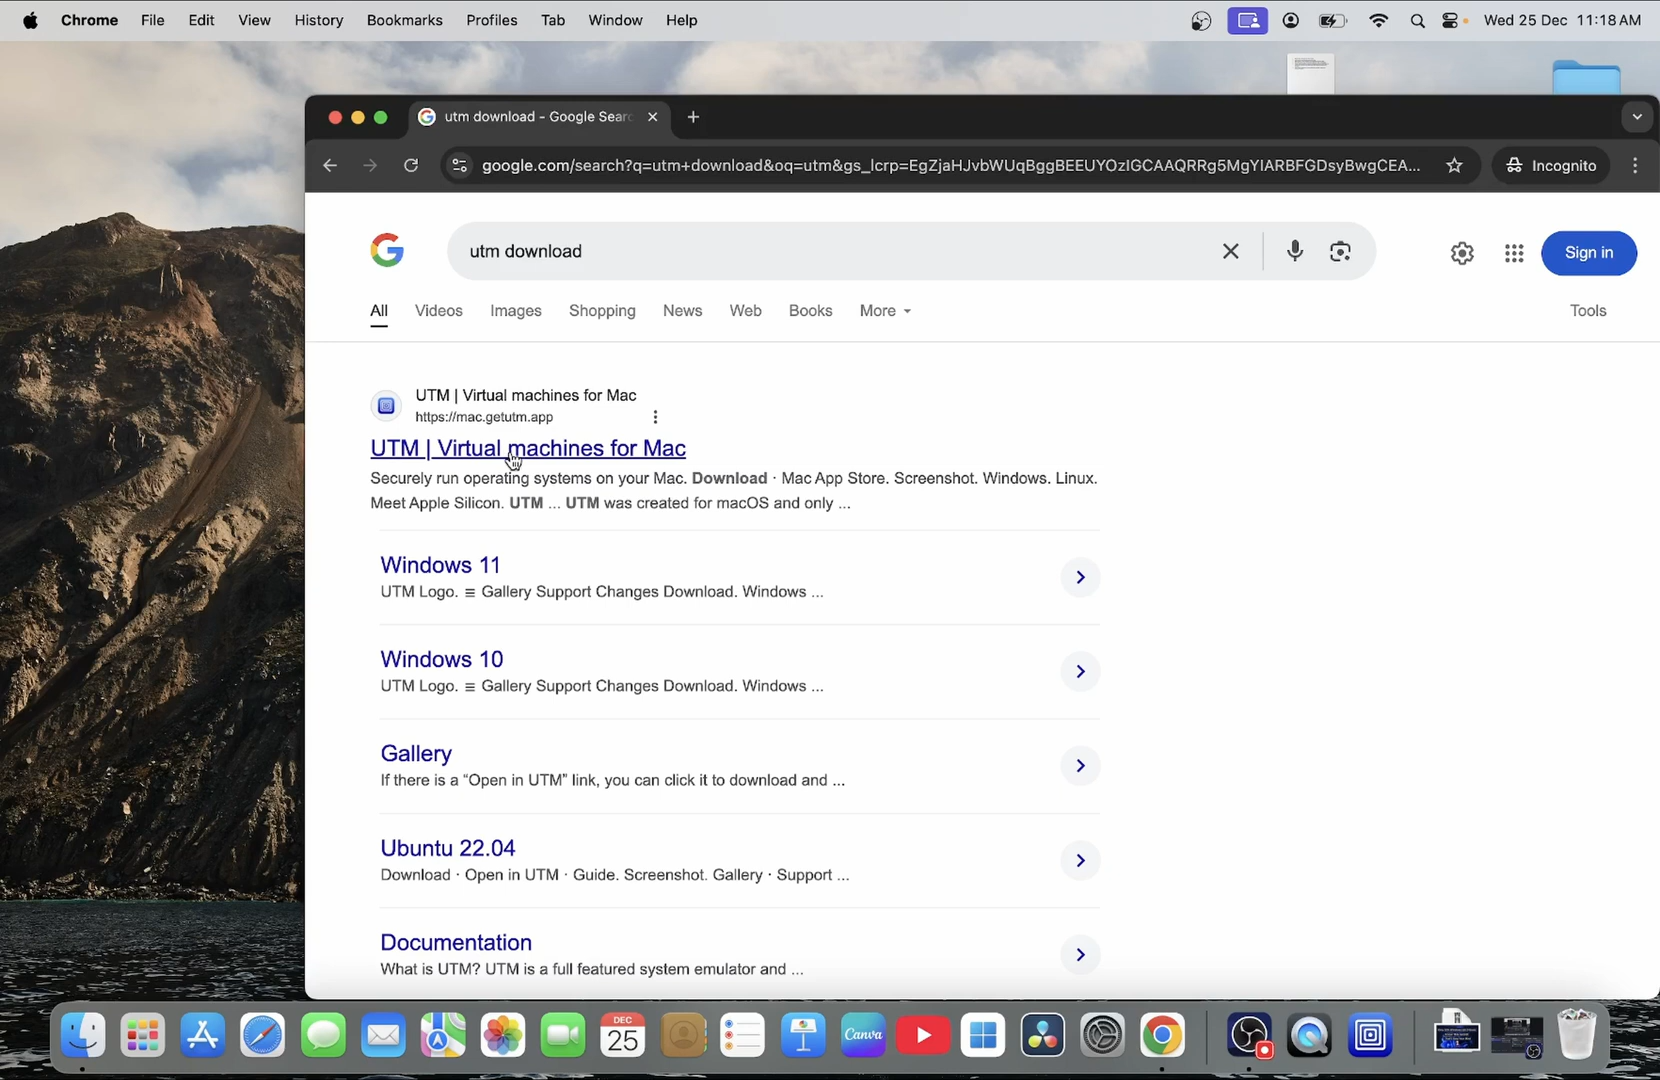 Chrome File Edit View History Bookmarks Profiles Tab Window Help Wed 25 Dec 11:18 AM
utm download - Google Sear
google.com/search?q=utm+download&oq=utm&gs_lcrp=EgZjaHJvbWUqBggBEEUYOzIGCAAQRRg5MgYIARBFGDsyBwgCEA... Incognito
utm download
Sign in
All Videos Images Shopping News Web Books More Tools
UTM | Virtual machines for Mac
https://mac.getutm.app
UTM | Virtual machines for Mac
Securely run operating systems on your Mac. Download · Mac App Store. Screenshot. Windows. Linux.
Meet Apple Silicon. UTM ... UTM was created for macOS and only ...
Windows 11
UTM Logo. ≡ Gallery Support Changes Download. Windows ...
Windows 10
UTM Logo. ≡ Gallery Support Changes Download. Windows ...
Gallery
If there is a “Open in UTM” link, you can click it to download and ...
Ubuntu 22.04
Download · Open in UTM · Guide. Screenshot. Gallery · Support ...
Documentation
What is UTM? UTM is a full featured system emulator and ...
DEC
25
Canva